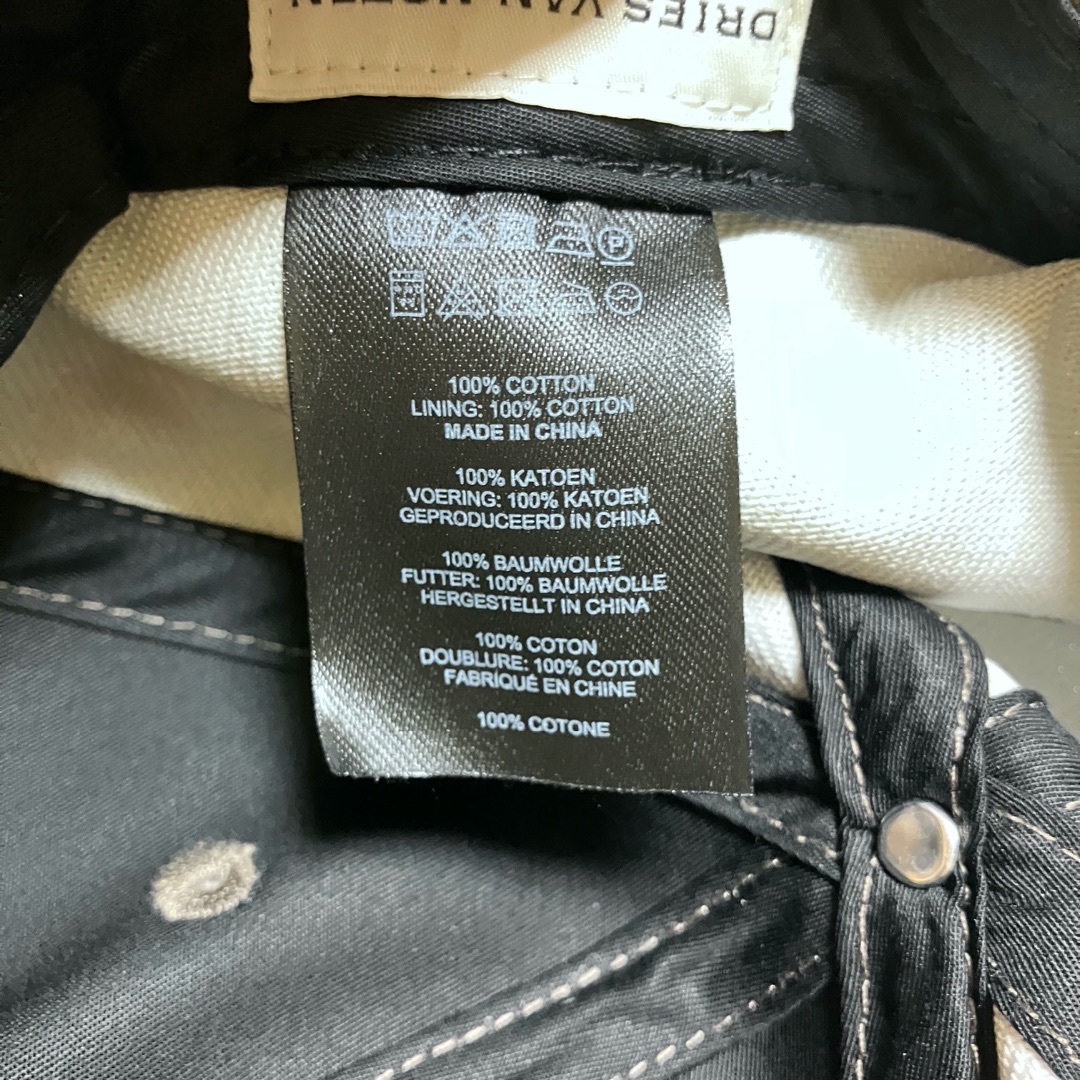 DRIES VAN NOTEN
P
100% COTTON
LINING: 100% COTTON
MADE IN CHINA
100% KATOEN
VOERING: 100% KATOEN
GEPRODUCEERD IN CHINA
100% BAUMWOLLE
FUTTER: 100% BAUMWOLLE
HERGESTELLT IN CHINA
100% COTON
DOUBLURE: 100% COTON
FABRIQUÉ EN CHINE
100% COTONE